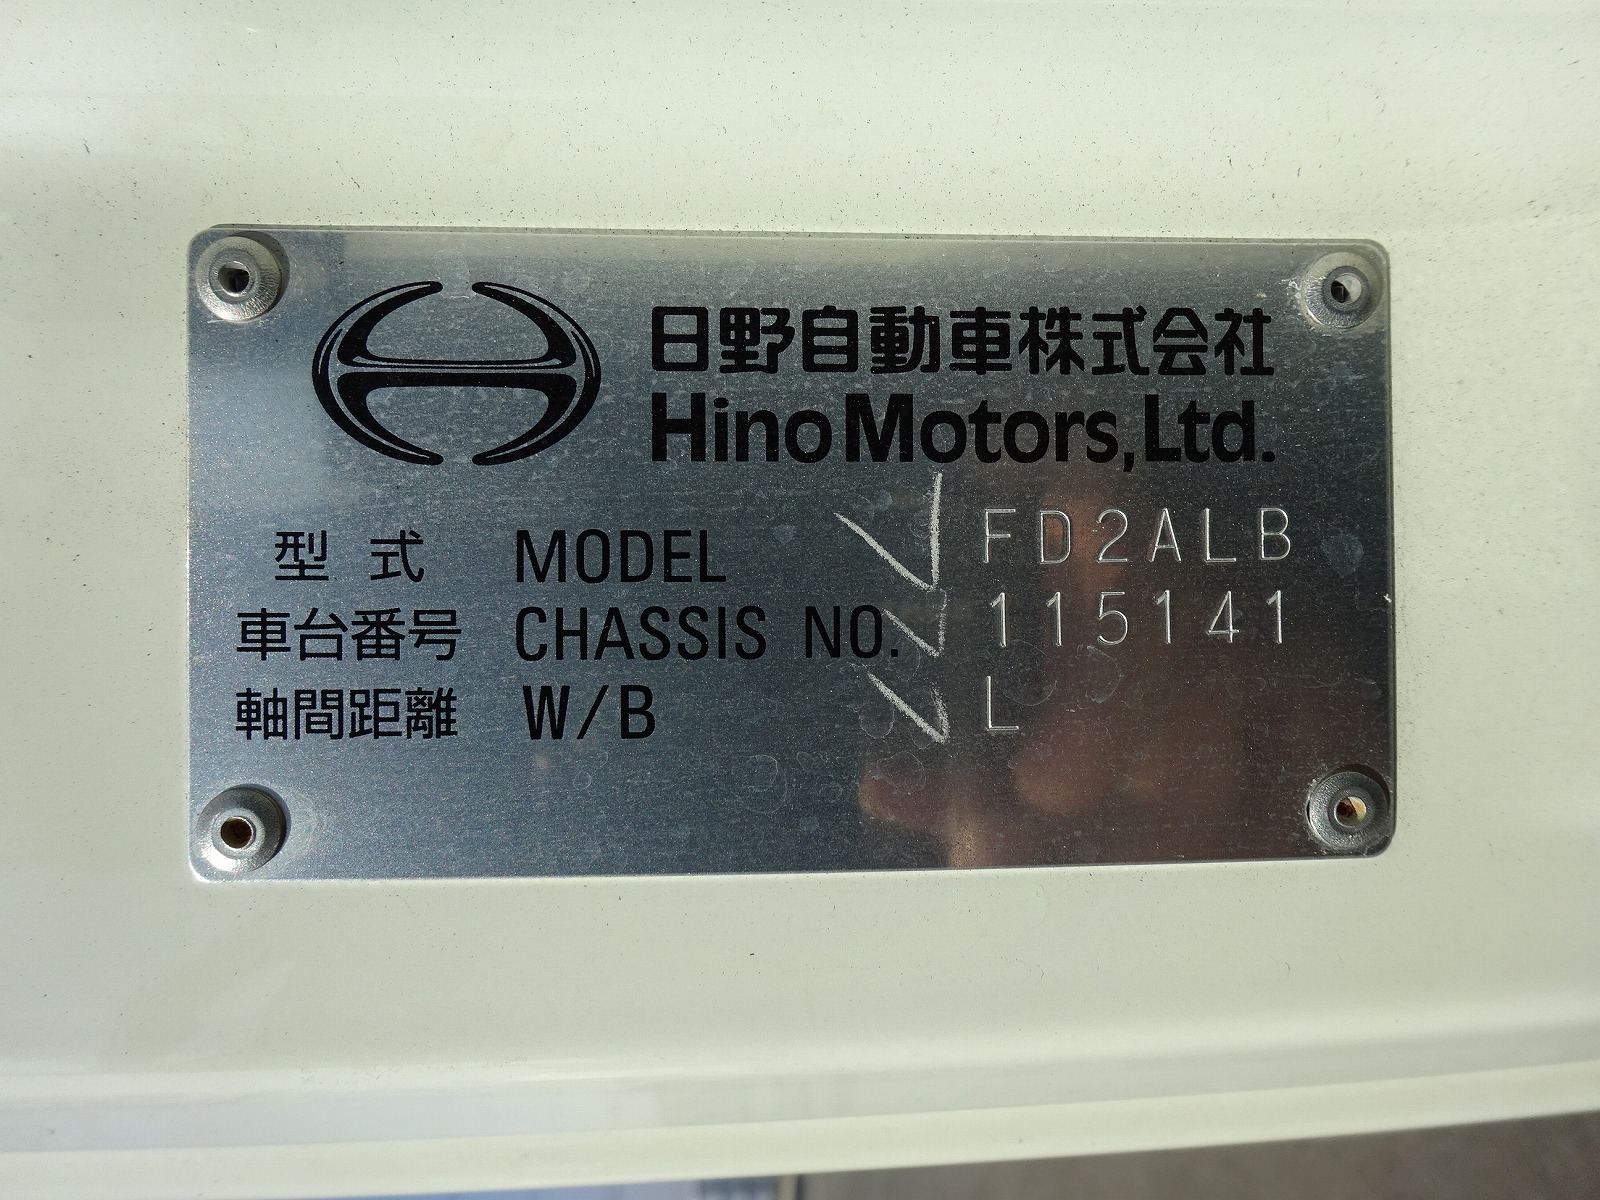 日野自動車株式会社
Hino Motors, Ltd.
型式 MODEL FD2ALB
車台番号 CHASSIS NO. 115141
軸間距離 W/B L